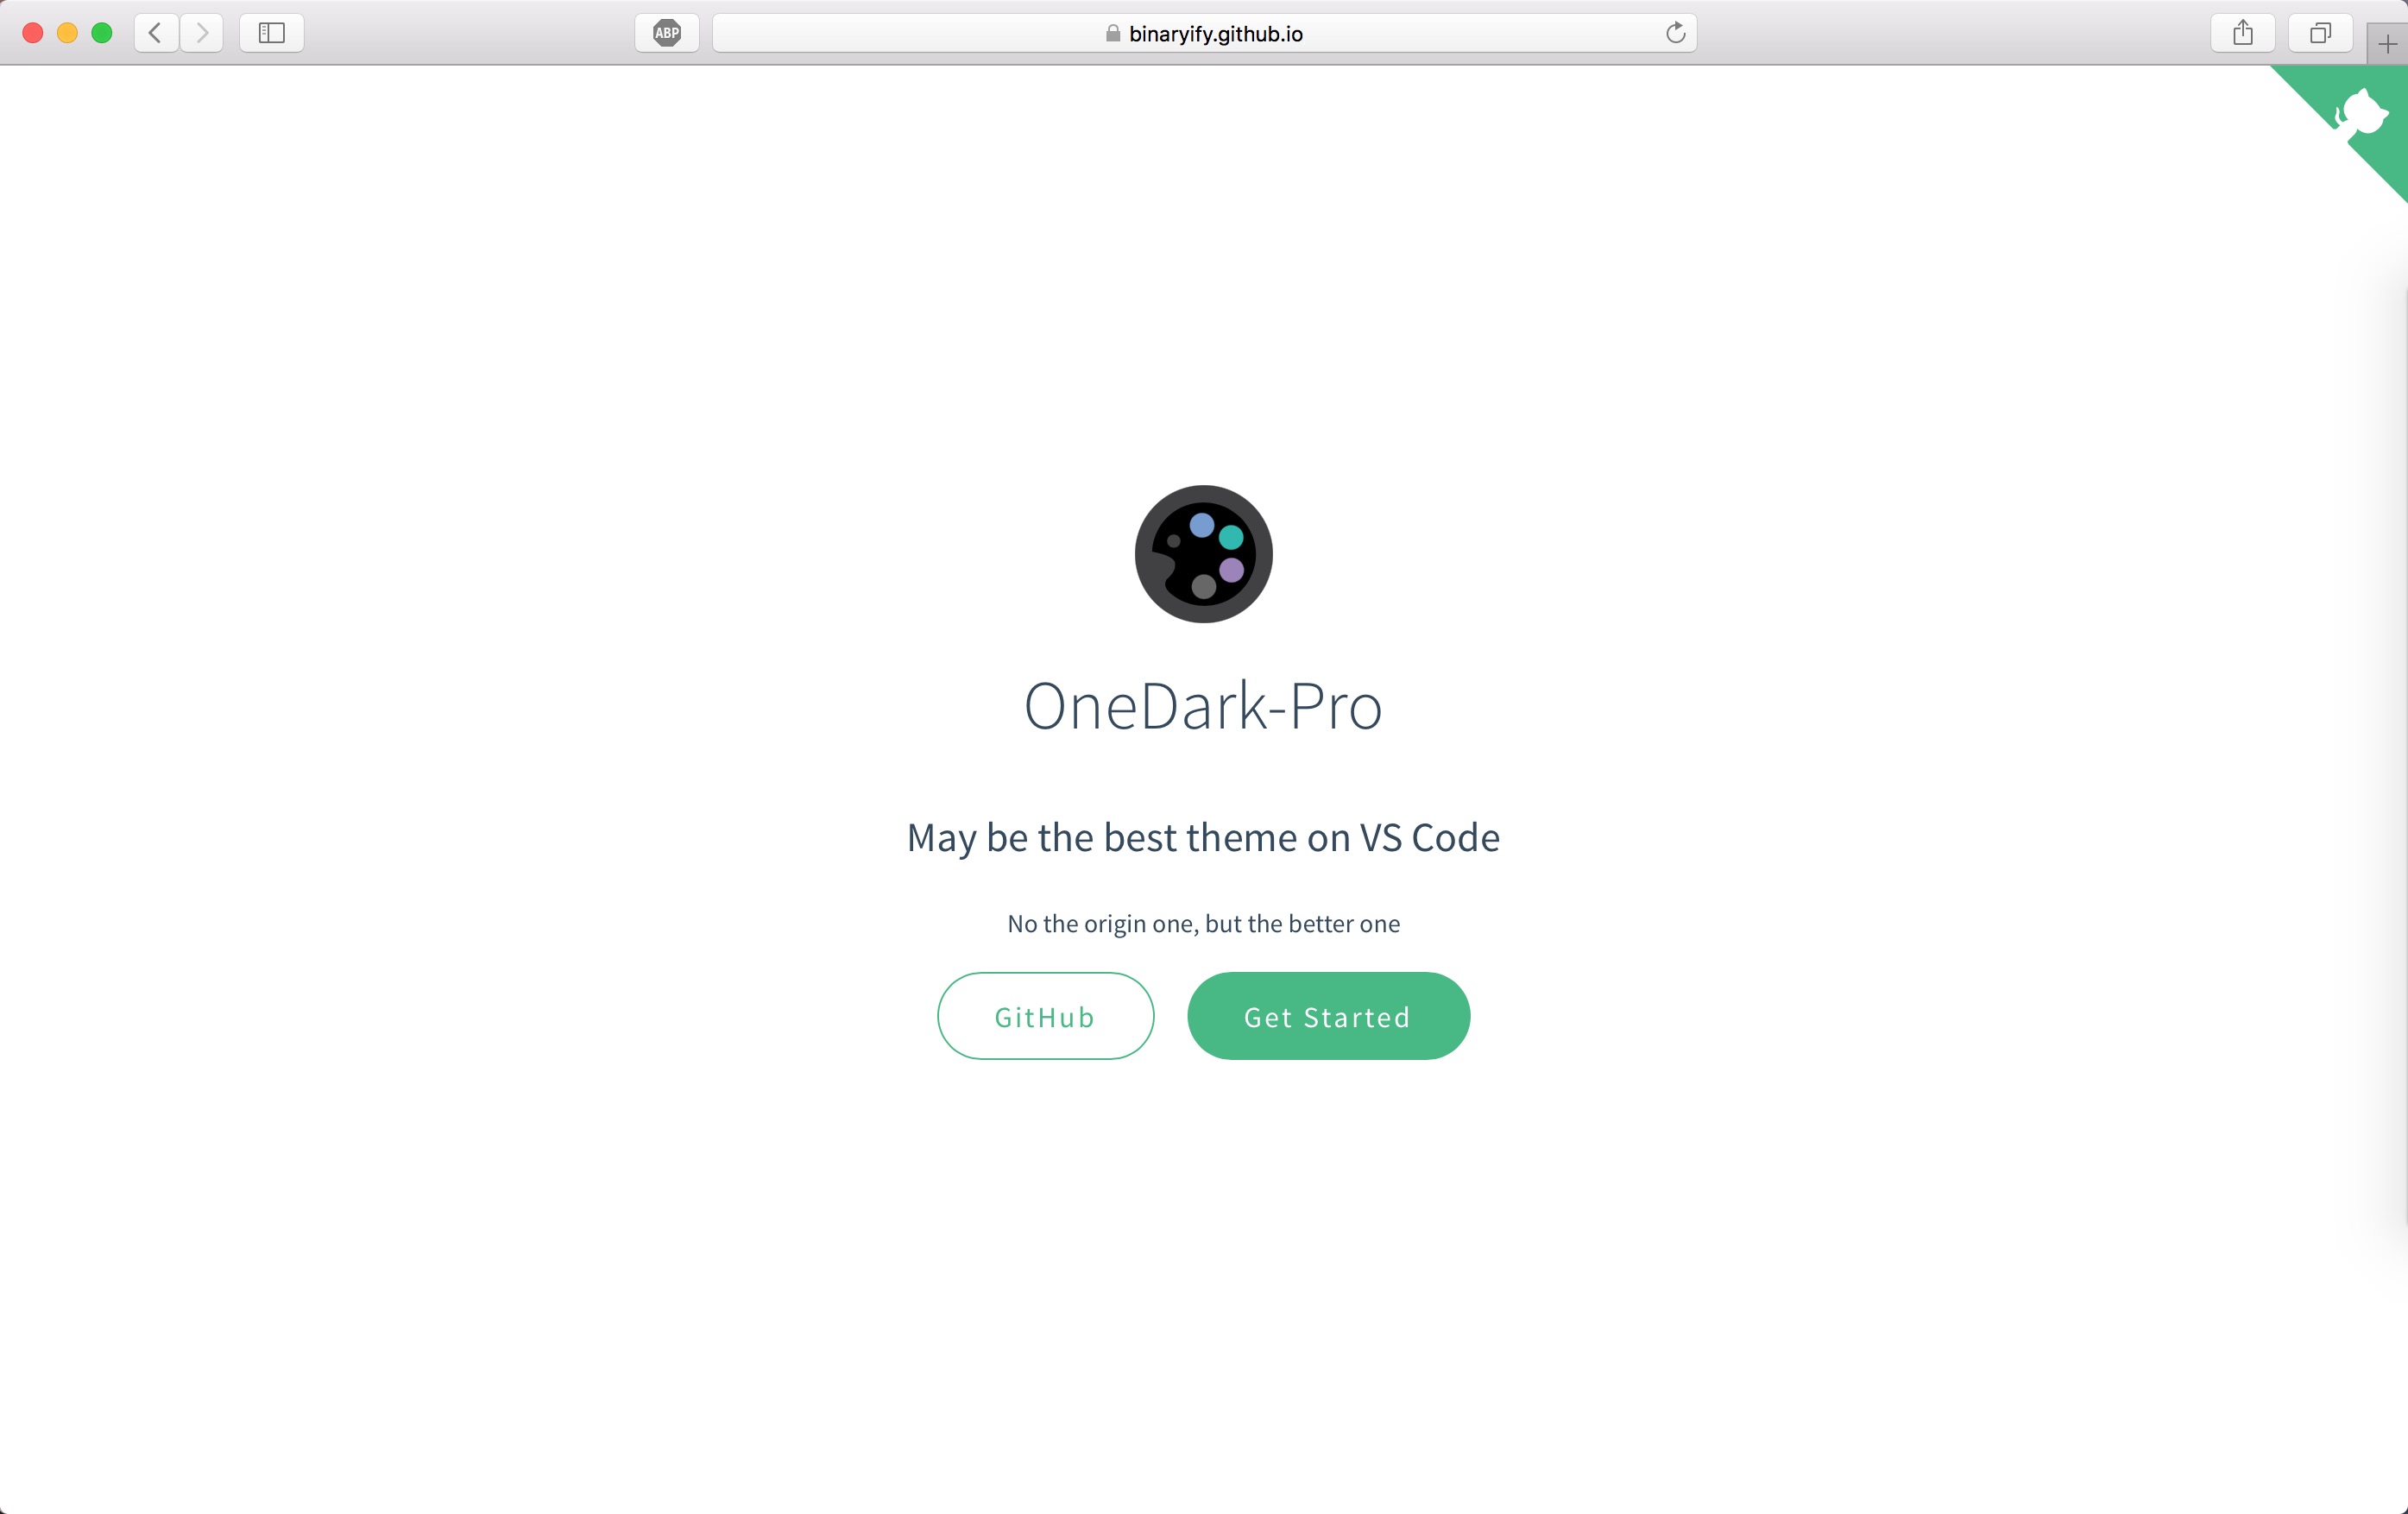 ABP
binaryify.github.io
OneDark-Pro
May be the best theme on VS Code
No the origin one, but the better one
GitHub
Get Started